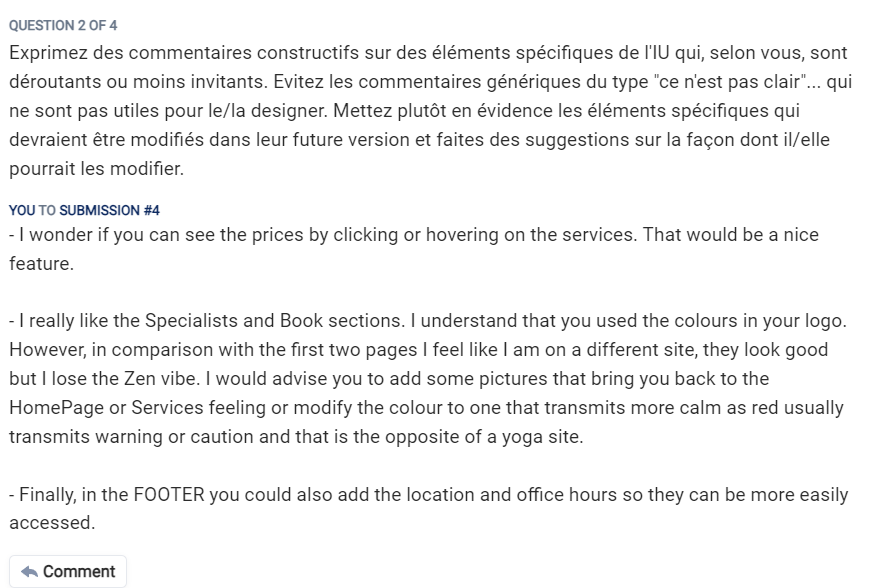 QUESTION 2 OF 4
Exprimez des commentaires constructifs sur des éléments spécifiques de l'IU qui, selon vous, sont
déroutants ou moins invitants. Evitez les commentaires génériques du type "ce n'est pas clair"... qui
ne sont pas utiles pour le/la designer. Mettez plutôt en évidence les éléments spécifiques qui
devraient être modifiés dans leur future version et faites des suggestions sur la façon dont il/elle
pourrait les modifier.
YOU TO SUBMISSION #4
- I wonder if you can see the prices by clicking or hovering on the services. That would be a nice
feature.
- I really like the Specialists and Book sections. I understand that you used the colours in your logo.
However, in comparison with the first two pages I feel like I am on a different site, they look good
but I lose the Zen vibe. I would advise you to add some pictures that bring you back to the
HomePage or Services feeling or modify the colour to one that transmits more calm as red usually
transmits warning or caution and that is the opposite of a yoga site.
- Finally, in the FOOTER you could also add the location and office hours so they can be more easily
accessed.
Comment